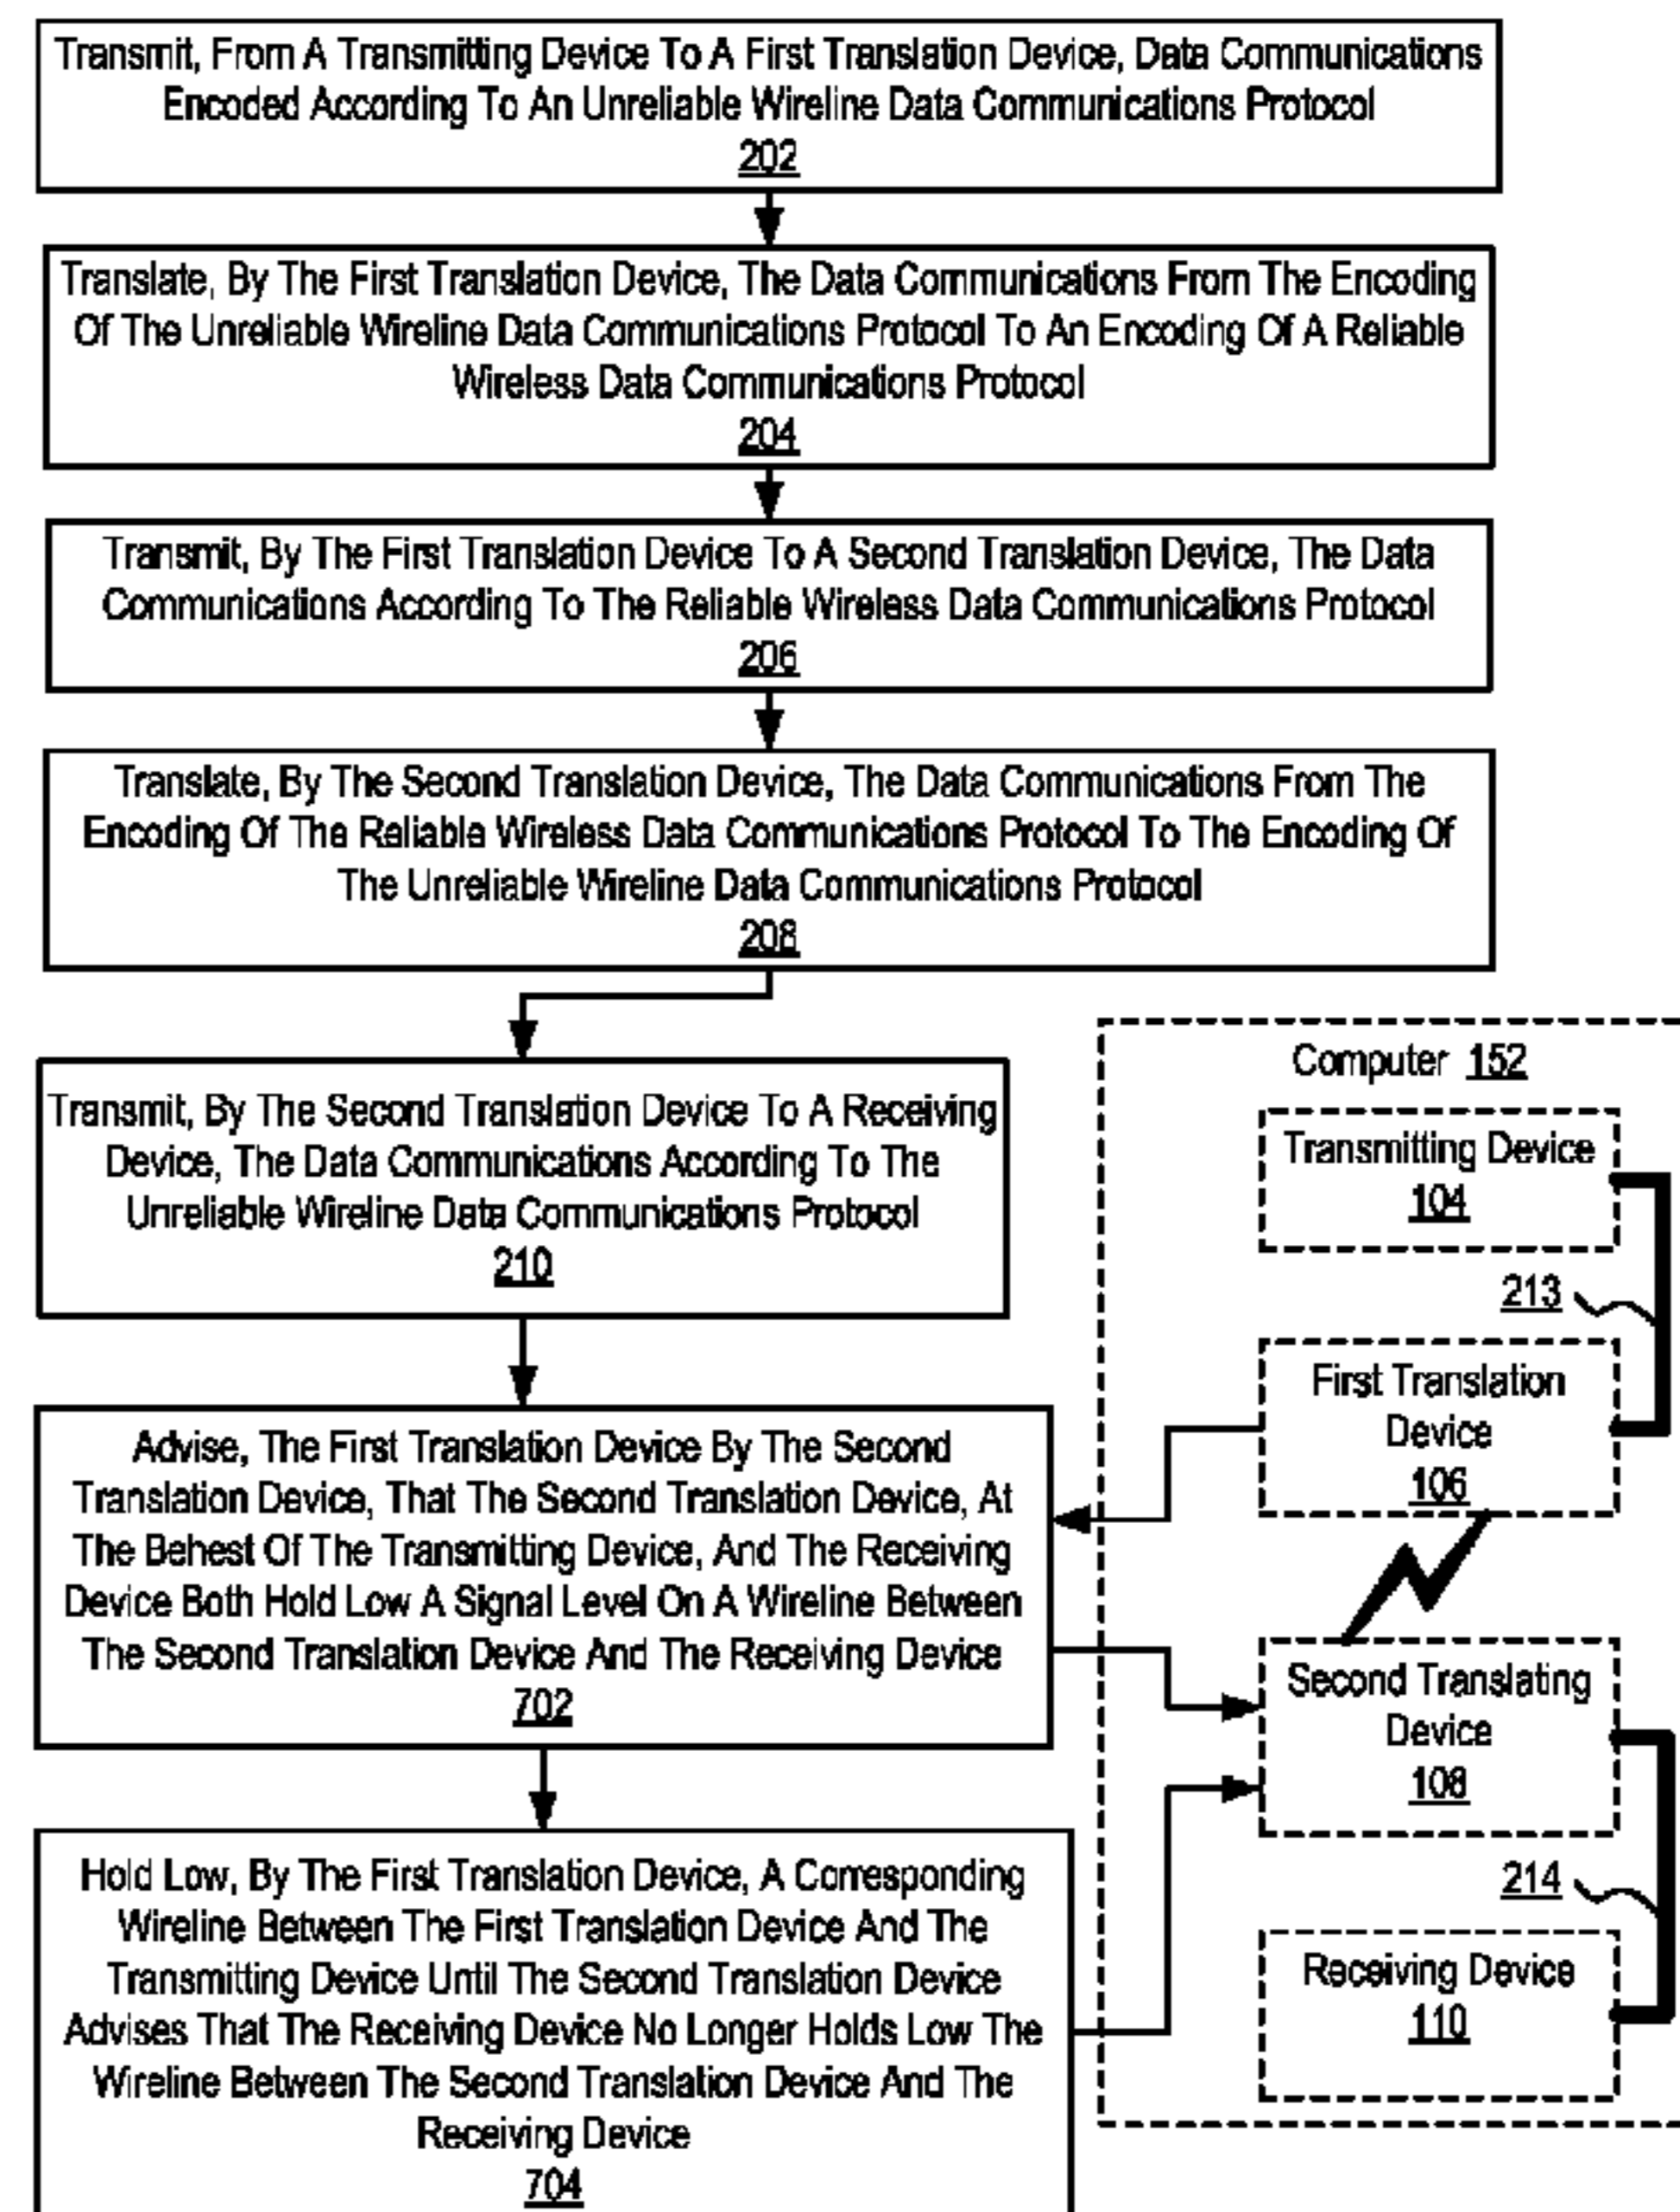 Transmit, From A Transmitting Device To A First Translation Device, Data Communications
Encoded According To An Unreliable Wireline Data Communications Protocol
202
Translate, By The First Translation Device, The Data Communications From The Encoding
Of The Unreliable Wireline Data Communications Protocol To An Encoding Of A Reliable
Wireless Data Communications Protocol
204
Transmit, By The First Translation Device To A Second Translation Device, The Data
Communications According To The Reliable Wireless Data Communications Protocol
206
Translate, By The Second Translation Device, The Data Communications From The
Encoding Of The Reliable Wireless Data Communications Protocol To The Encoding Of
The Unreliable Wireline Data Communications Protocol
208
Transmit, By The Second Translation Device To A Receiving
Device, The Data Communications According To The
Unreliable Wireline Data Communications Protocol
210
Advise, The First Translation Device By The Second
Translation Device, That The Second Translation Device, At
The Behest Of The Transmitting Device, And The Receiving
Device Both Hold Low A Signal Level On A Wireline Between
The Second Translation Device And The Receiving Device
702
Hold Low, By The First Translation Device, A Corresponding
Wireline Between The First Translation Device And The
Transmitting Device Until The Second Translation Device
Advises That The Receiving Device No Longer Holds Low The
Wireline Between The Second Translation Device And The
Receiving Device
704
Computer 152
Transmitting Device
104
213
First Translation
Device
106
Second Translating
Device
108
214
Receiving Device
110